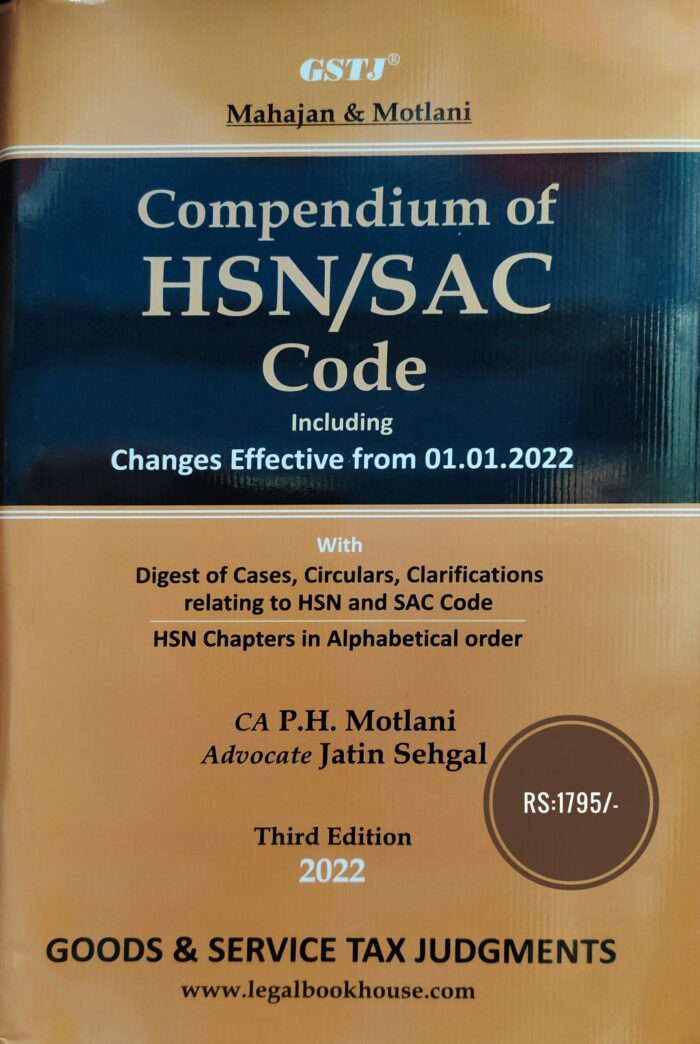 GSTJ®
Mahajan & Motlani
Compendium of
HSN/SAC
Code
Including
Changes Effective from 01.01.2022
With
Digest of Cases, Circulars, Clarifications
relating to HSN and SAC Code
HSN Chapters in Alphabetical order
CA P.H. Motlani
Advocate Jatin Sehgal
RS:1795/-
Third Edition
2022
GOODS & SERVICE TAX JUDGMENTS
www.legalbookhouse.com